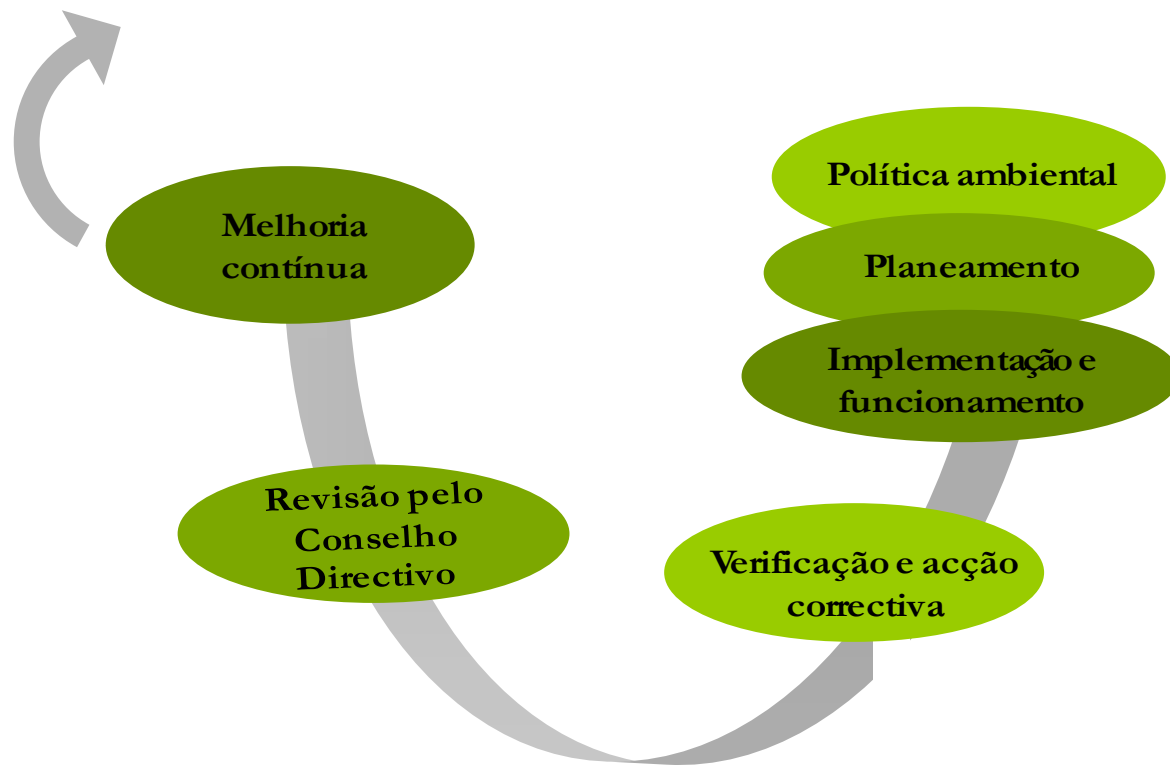 Política ambiental
Planeamento
Implementação e
funcionamento
Verificação e acção
correctiva
Revisão pelo
Conselho
Directivo
Melhoria
contínua